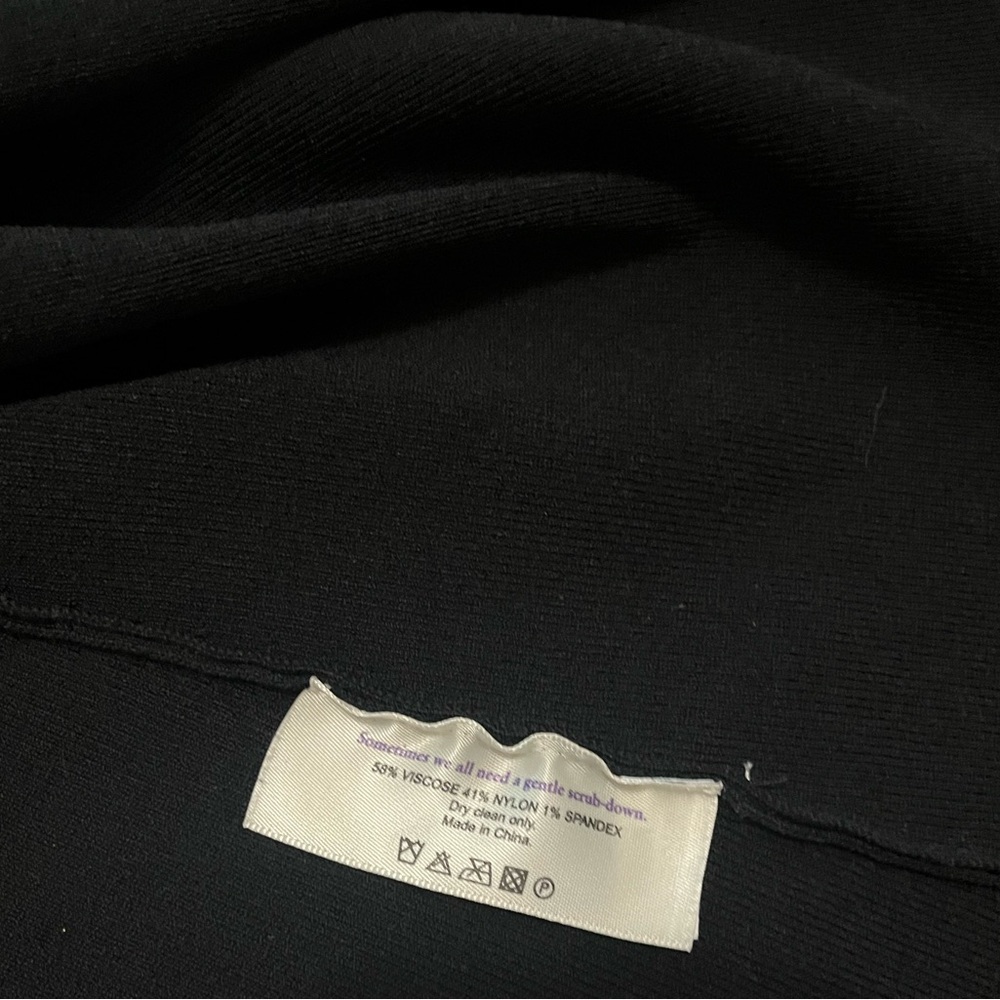 Sometimes we all need a gentle scrub-down.
58% VISCOSE 41% NYLON 1% SPANDEX
Dry clean only.
Made in China.
P